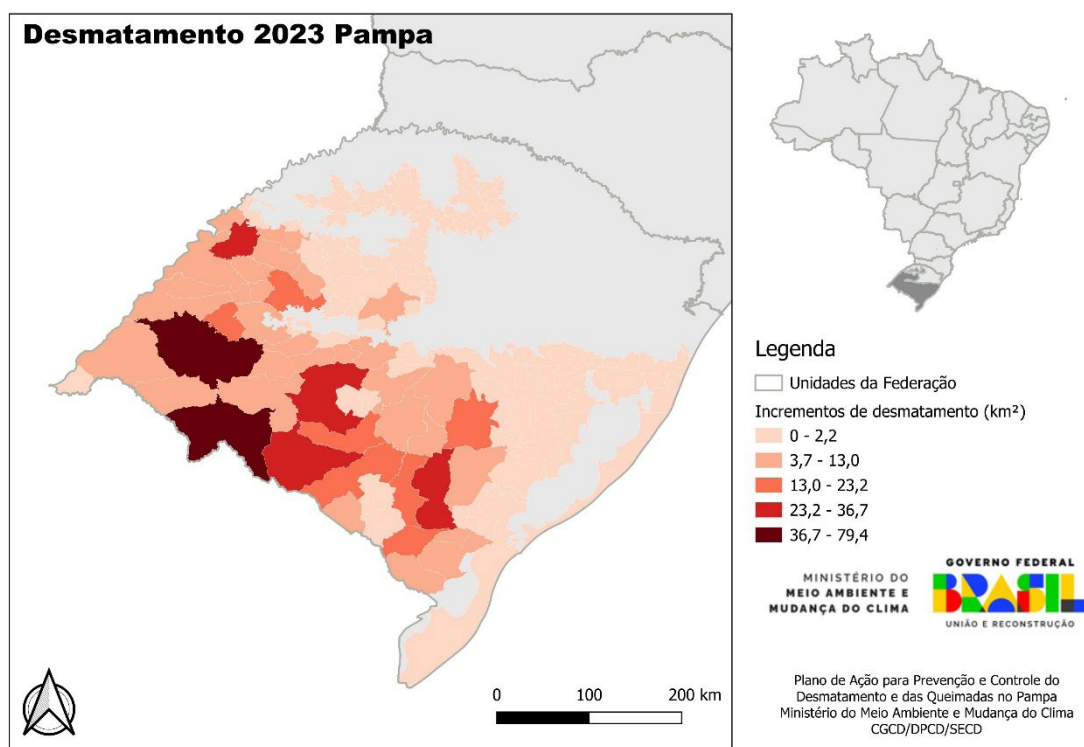 Desmatamento 2023 Pampa
0 100 200 km
Legenda
Unidades da Federação
Incrementos de desmatamento (km²)
0 - 2,2
3,7 - 13,0
13,0 - 23,2
23,2 - 36,7
36,7 - 79,4
MINISTÉRIO DO
MEIO AMBIENTE E
MUDANÇA DO CLIMA
GOVERNO FEDERAL
BRASIL
UNIÃO E RECONSTRUÇÃO
Plano de Ação para Prevenção e Controle do
Desmatamento e das Queimadas no Pampa
Ministério do Meio Ambiente e Mudança do Clima
CGCD/DPCD/SECD